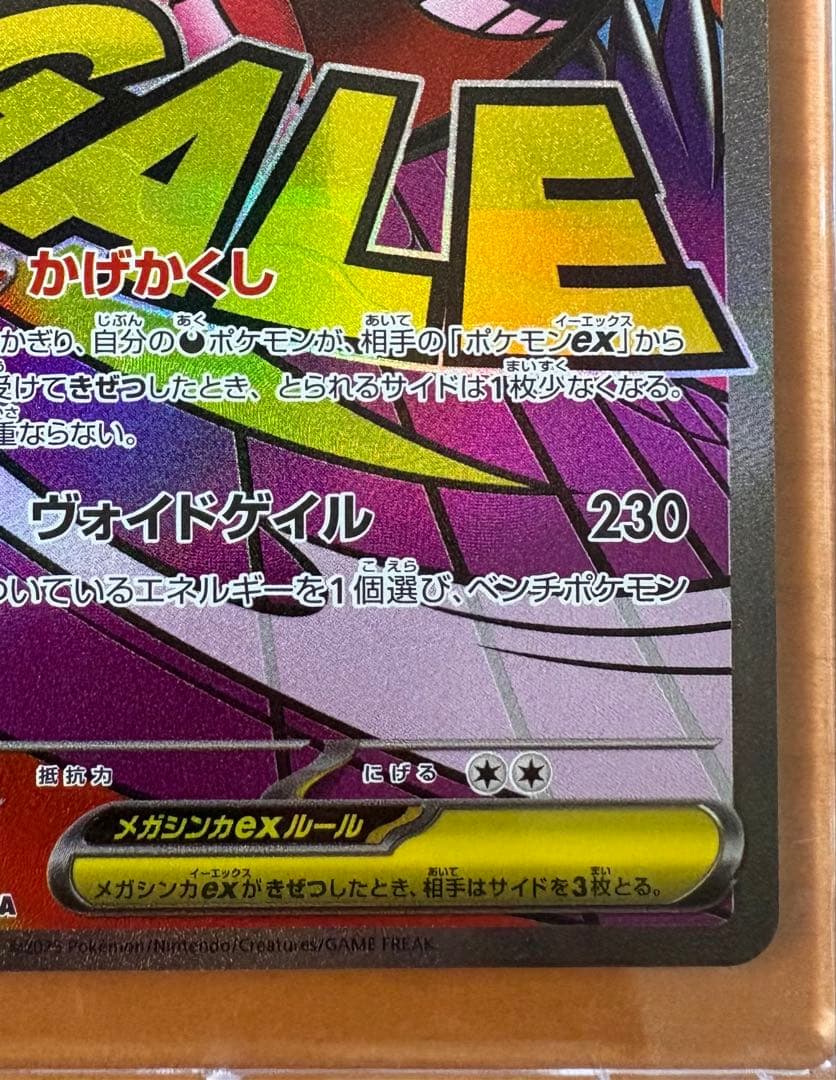 GALE
かげかくし
かぎり、自分の ポケモンが、相手の「ポケモンex」から
受けてきぜつしたとき、とられるサイドは1枚少なくなる。
重ならない。
ヴォイドゲイル 230
ついているエネルギーを1個選び、ベンチポケモン
抵抗力 にげる
メガシンカexルール
メガシンカexがきぜつしたとき、相手はサイドを3枚とる。
A
©2025 Pokémon/Nintendo/Creatures/GAME FREAK